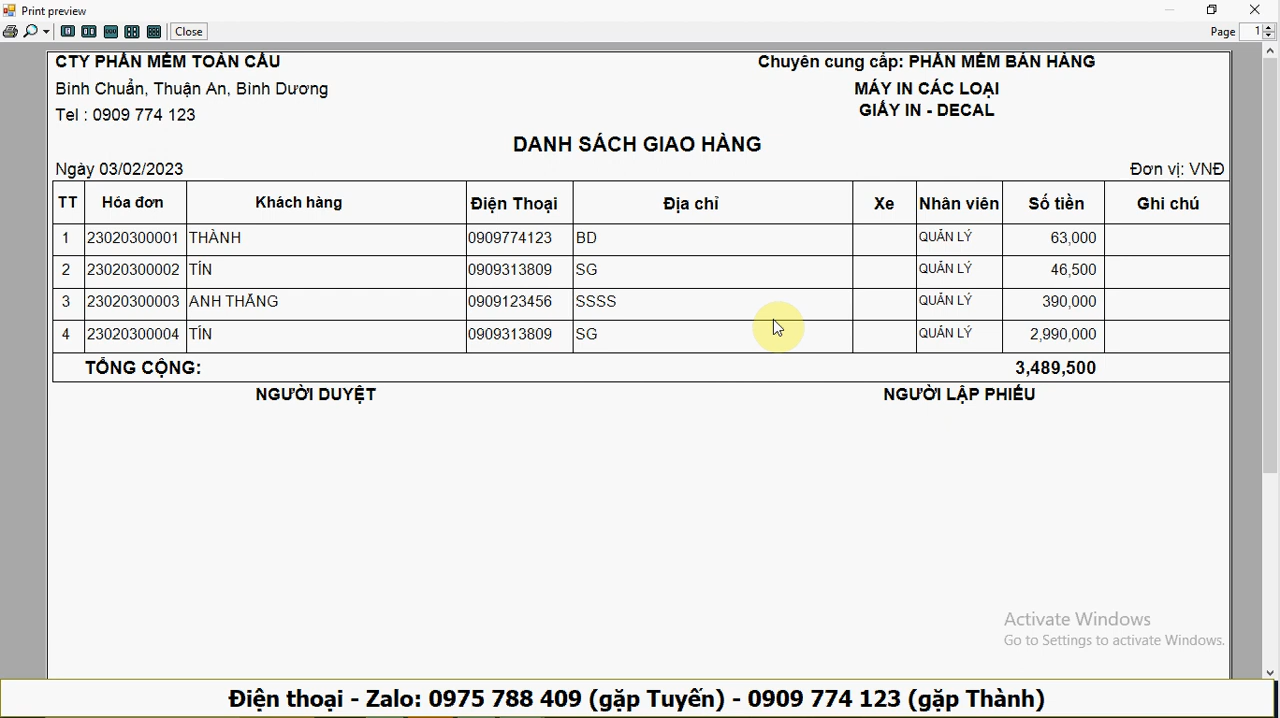 Print preview
Close
Page 1
CTY PHẦN MỀM TOÀN CẦU
Chuyên cung cấp: PHẦN MỀM BÁN HÀNG
Bình Chuẩn, Thuận An, Bình Dương
MÁY IN CÁC LOẠI
Tel : 0909 774 123
GIẤY IN - DECAL
DANH SÁCH GIAO HÀNG
Ngày 03/02/2023
Đơn vị: VNĐ
TT Hóa đơn Khách hàng Điện Thoại Địa chỉ Xe Nhân viên Số tiền Ghi chú
1 23020300001 THÀNH 0909774123 BD QUẢN LÝ 63,000
2 23020300002 TÍN 0909313809 SG QUẢN LÝ 46,500
3 23020300003 ANH THẮNG 0909123456 SSSS QUẢN LÝ 390,000
4 23020300004 TÍN 0909313809 SG QUẢN LÝ 2,990,000
TỔNG CỘNG: 3,489,500
NGƯỜI DUYỆT NGƯỜI LẬP PHIẾU
Activate Windows
Go to Settings to activate Windows.
Điện thoại - Zalo: 0975 788 409 (gặp Tuyến) - 0909 774 123 (gặp Thành)